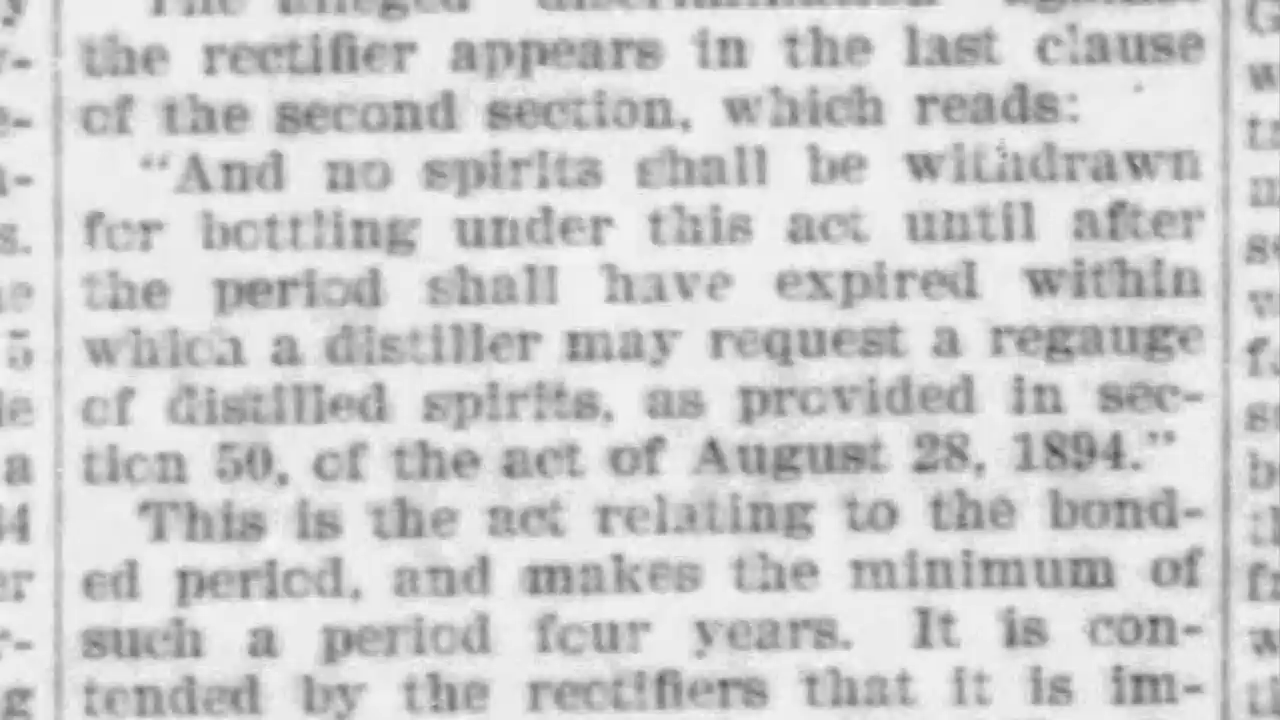 the rectifier appears in the last clause
of the second section, which reads:
"And no spirits shall be withdrawn
for bottling under this act until after
the period shall have expired within
which a distiller may request a regauge
of distilled spirits, as provided in sec-
tion 50, of the act of August 28, 1894."
This is the act relating to the bond-
ed period, and makes the minimum of
such a period four years. It is con-
tended by the rectifiers that it is im-